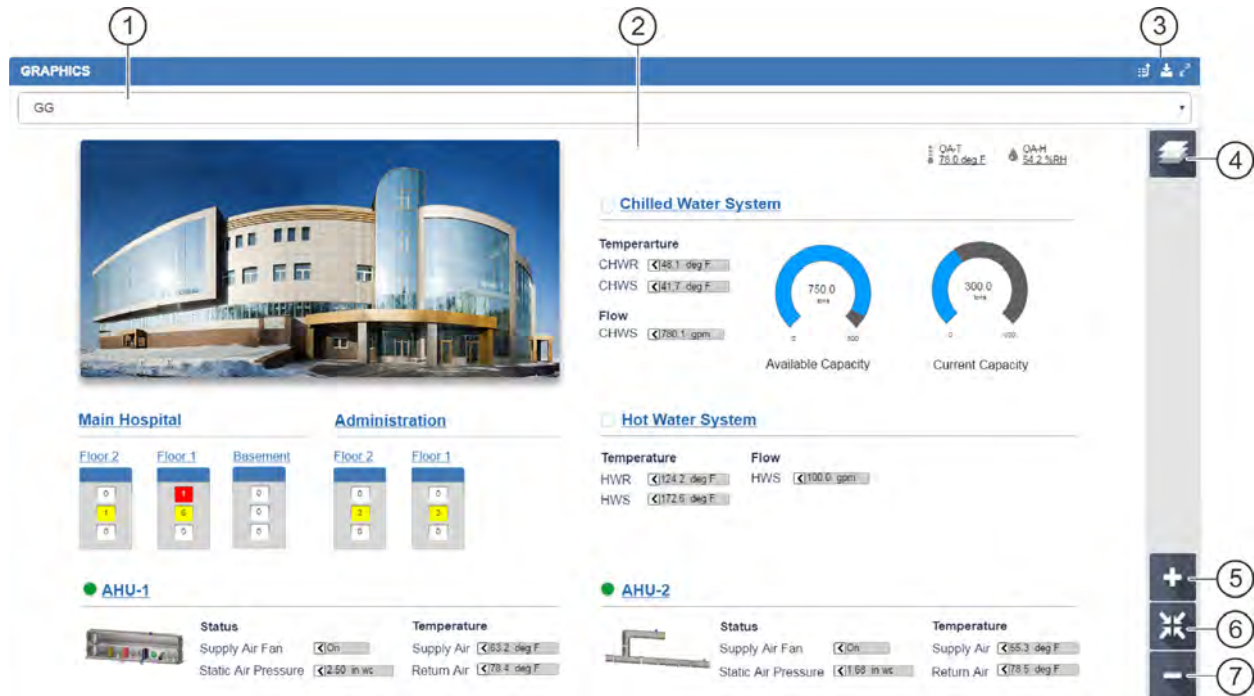 1 2 3
GRAPHICS
GG
4
OA-T OA-H
78.0 deg F 54.2 %RH
Chilled Water System
Temperarture
CHWR 48.1 deg F
CHWS 41.7 deg F
Flow
CHWS 780.1 gpm
750.0
tons
0 800
Available Capacity
300.0
tons
0
Current Capacity
Main Hospital Administration
Floor 2 Floor 1 Basement Floor 2 Floor 1
0 1 0 0 0
1 6 0 3 3
0 0 0 0 0
Hot Water System
Temperature Flow
HWR 124.2 deg F HWS 100.0 gpm
HWS 172.6 deg F
5
6
7
AHU-1
Status Temperature
Supply Air Fan On Supply Air 63.2 deg F
Static Air Pressure 2.50 in wc Return Air 78.4 deg F
AHU-2
Status Temperature
Supply Air Fan On Supply Air 55.3 deg F
Static Air Pressure 1.68 in wc Return Air 78.5 deg F